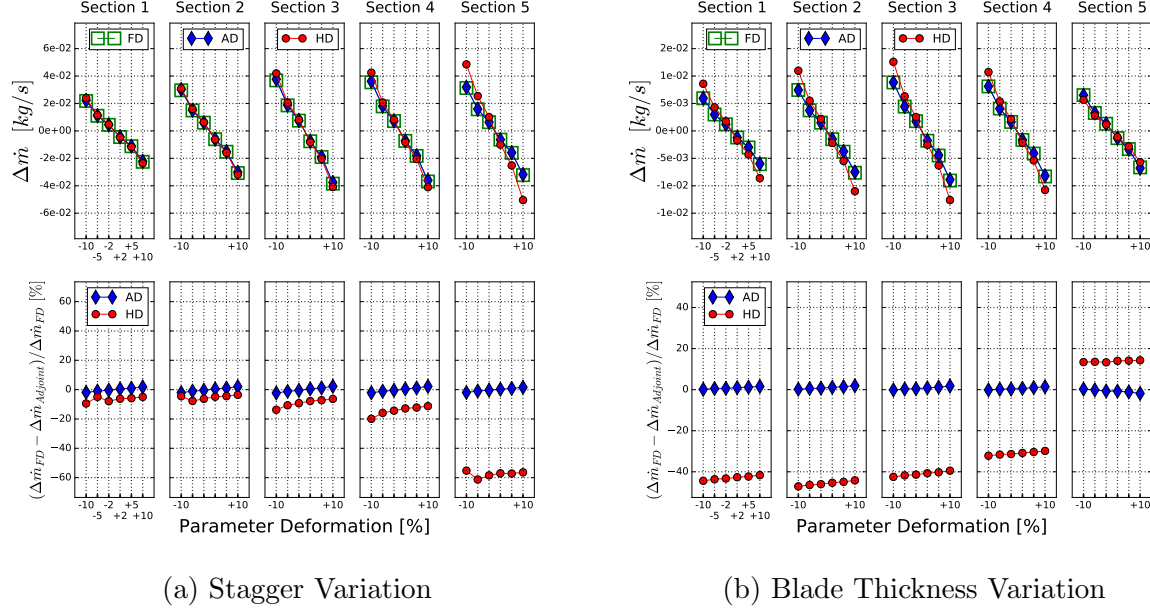 Section 1 Section 2 Section 3 Section 4 Section 5
FD AD HD
6e-02
4e-02
2e-02
0e+00
−2e-02
−4e-02
−6e-02
Δṁ [kg/s]
-10 -2 +5 -10 +10 -10 +10 -10 +10 -10 +10
-5 +2 +10
AD
HD
60
40
20
0
−20
−40
−60
(Δṁ_FD − Δṁ_Adjoint)/Δṁ_FD [%]
-10 -2 +5 -10 +10 -10 +10 -10 +10 -10 +10
-5 +2 +10
Parameter Deformation [%]
(a) Stagger Variation
Section 1 Section 2 Section 3 Section 4 Section 5
FD AD HD
2e-02
1e-02
5e-03
0e+00
−5e-03
−1e-02
−1e-02
Δṁ [kg/s]
-10 -2 +5 -10 +10 -10 +10 -10 +10 -10 +10
-5 +2 +10
AD
HD
40
20
0
−20
−40
(Δṁ_FD − Δṁ_Adjoint)/Δṁ_FD [%]
-10 -2 +5 -10 +10 -10 +10 -10 +10 -10 +10
-5 +2 +10
Parameter Deformation [%]
(b) Blade Thickness Variation